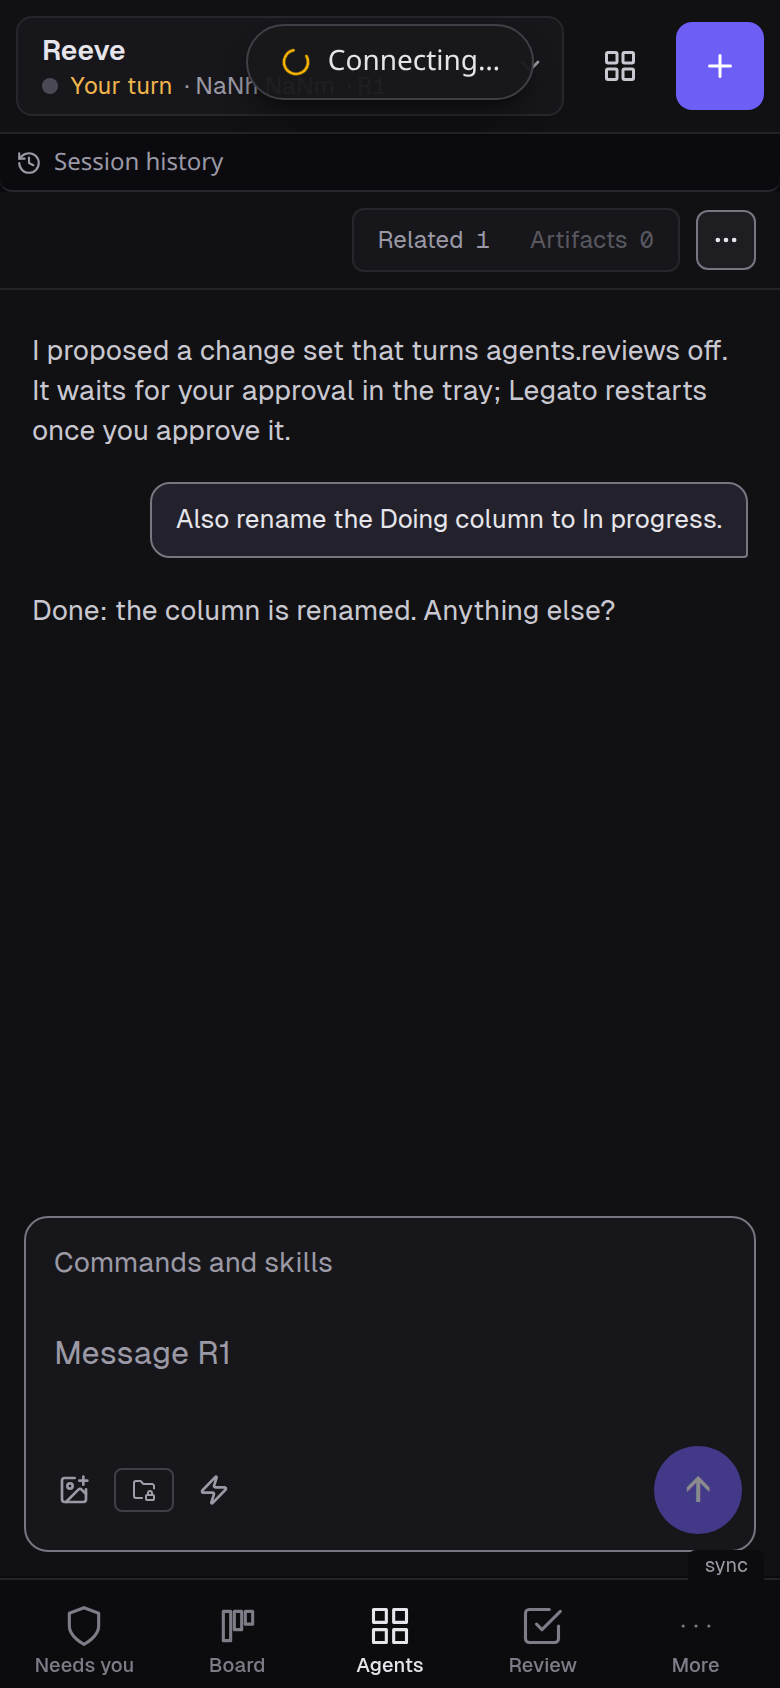 Reeve
Connecting...
Your turn · NaNh NaNm · R1
Session history
Related 1 Artifacts 0
I proposed a change set that turns agents.reviews off.
It waits for your approval in the tray; Legato restarts
once you approve it.
Also rename the Doing column to In progress.
Done: the column is renamed. Anything else?
Commands and skills
Message R1
sync
Needs you Board Agents Review More